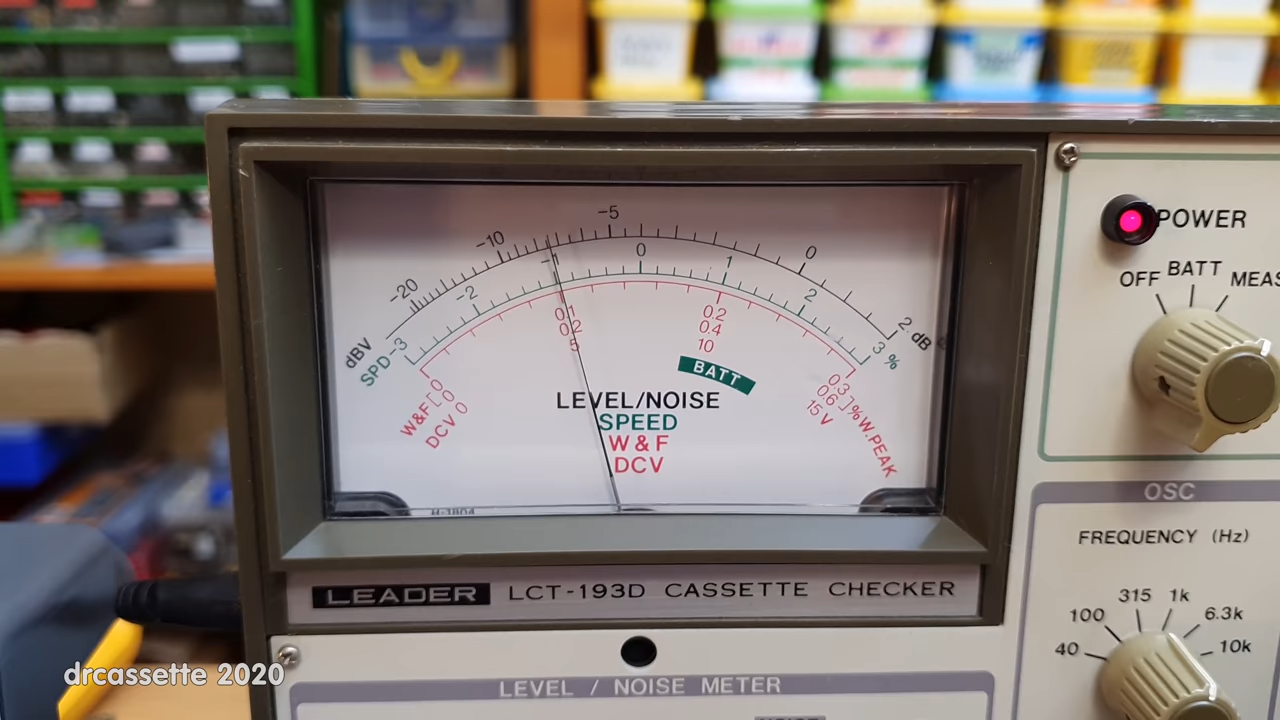 -5
-10
0
-1
0
1
-20
-2
2
2 dB
dBV
SPD-3
3 %
0.1
0.2
5
0.2
0.4
10
BATT
W&F[0
0
DCV 0
0.3]%W.PEAK
0.6
15 V
LEVEL/NOISE
SPEED
W & F
DCV
POWER
OFF BATT MEAS
OSC
FREQUENCY (Hz)
40 100 315 1k 6.3k 10k
LEADER LCT-193D CASSETTE CHECKER
LEVEL / NOISE METER
drcassette 2020